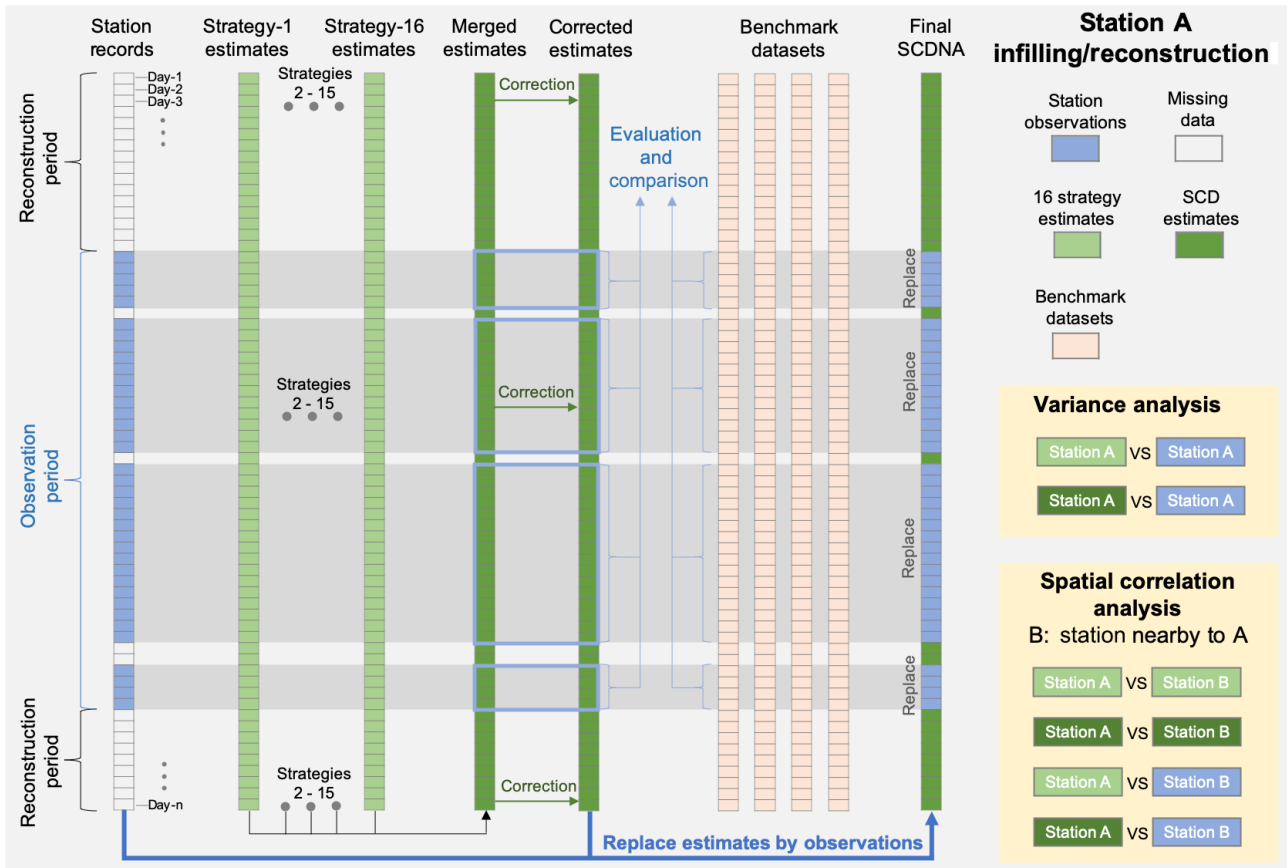 Station
records
Strategy-1
estimates
Strategy-16
estimates
Merged
estimates
Corrected
estimates
Benchmark
datasets
Final
SCDNA
Reconstruction
period
Observation
period
Reconstruction
period
Day-1
Day-2
Day-3
Day-n
Strategies
2 - 15
Strategies
2 - 15
Strategies
2 - 15
Correction
Correction
Correction
Evaluation
and
comparison
Replace
Replace
Replace
Replace
Replace estimates by observations
Station A
infilling/reconstruction
Station
observations
Missing
data
16 strategy
estimates
SCD
estimates
Benchmark
datasets
Variance analysis
Station A VS Station A
Station A VS Station A
Spatial correlation
analysis
B: station nearby to A
Station A VS Station B
Station A VS Station B
Station A VS Station B
Station A VS Station B